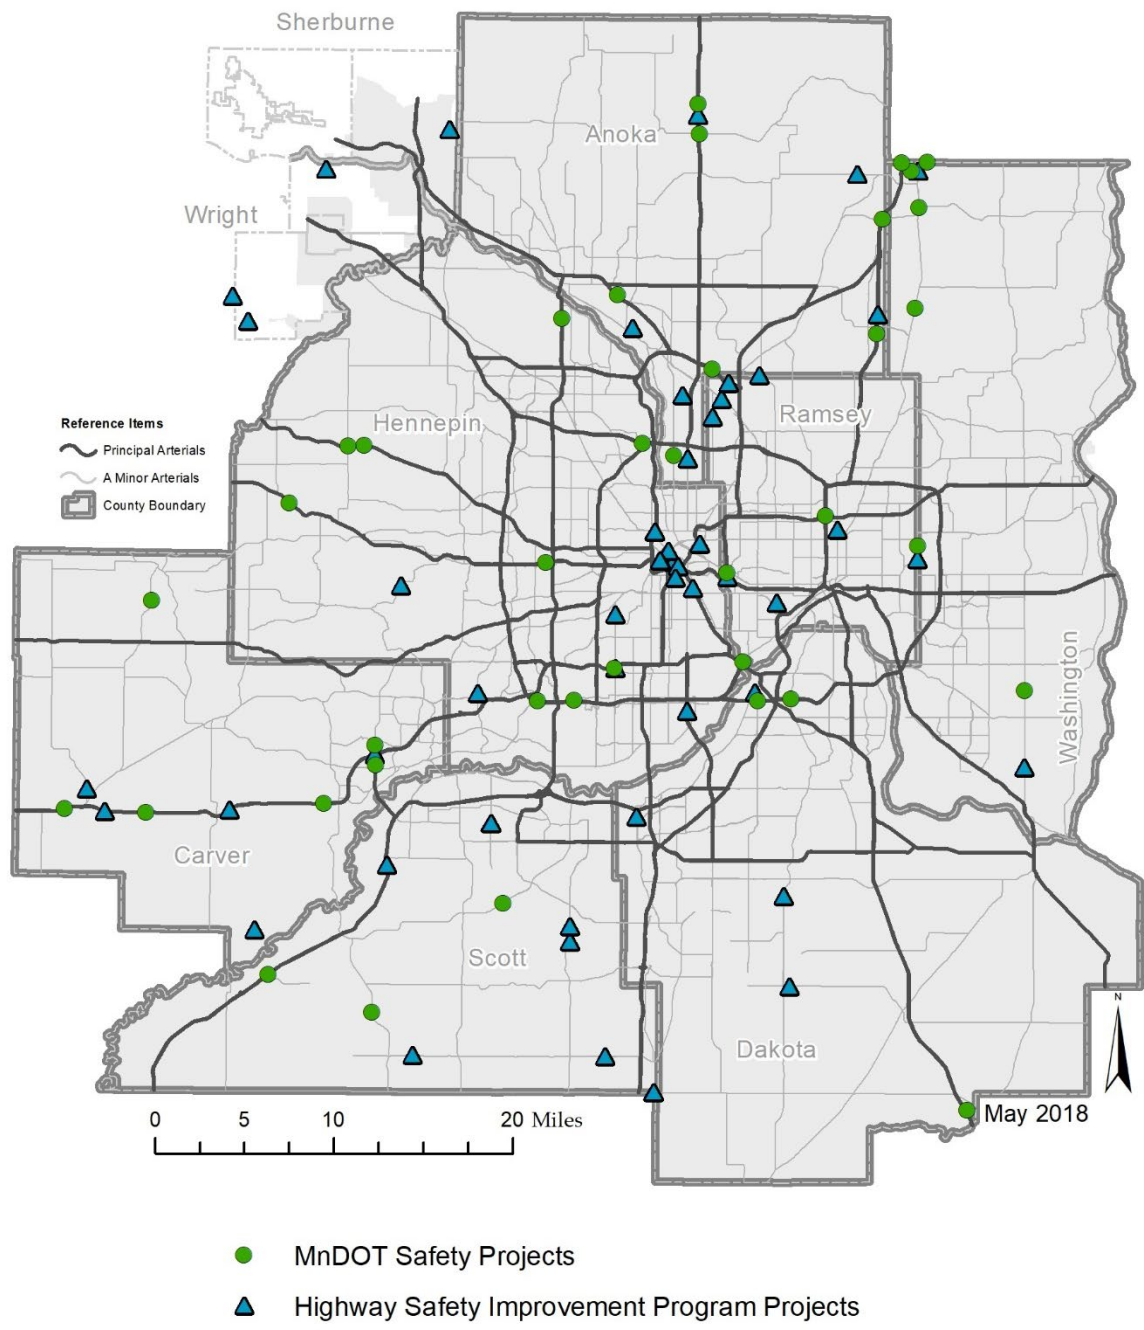 Sherburne
Anoka
Wright
Hennepin
Ramsey
Reference Items
Principal Arterials
A Minor Arterials
County Boundary
Washington
Carver
Scott
Dakota
N
May 2018
0 5 10 20 Miles
MnDOT Safety Projects
Highway Safety Improvement Program Projects